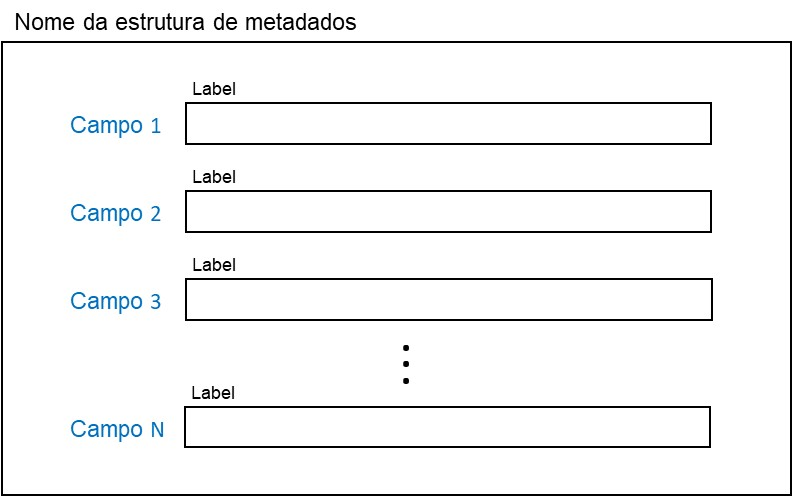 Nome da estrutura de metadados
Label
Campo 1
Label
Campo 2
Label
Campo 3
Label
Campo N